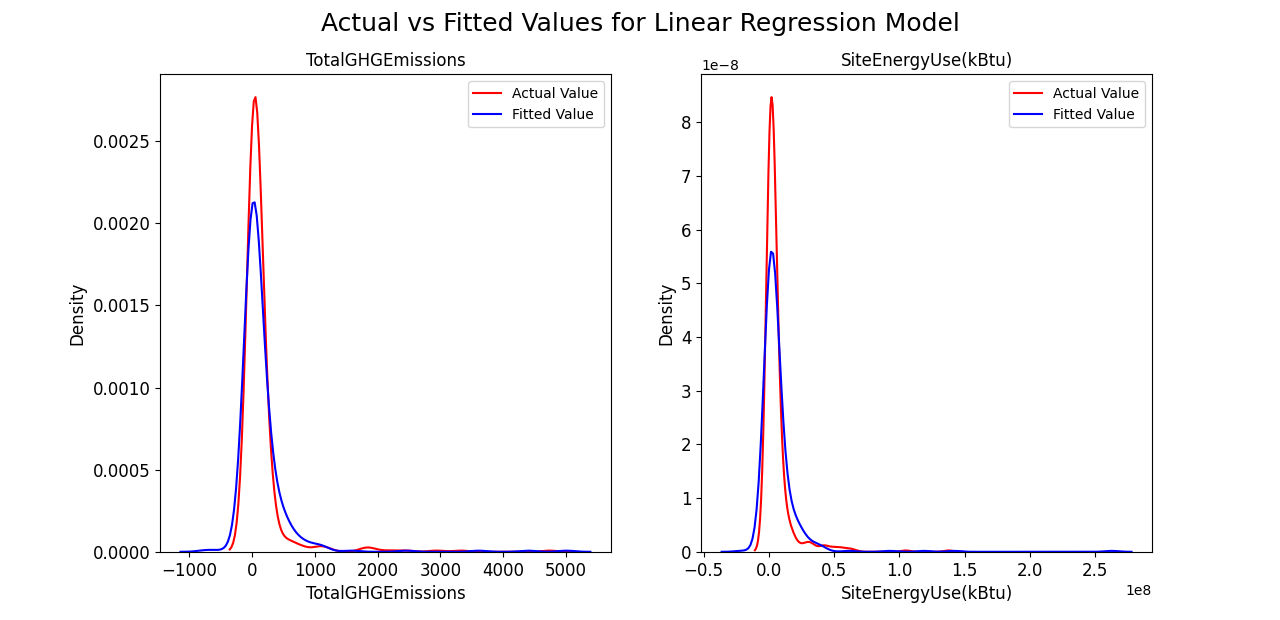 Actual vs Fitted Values for Linear Regression Model
TotalGHGEmissions
Actual Value
Fitted Value
Density
0.0025
0.0020
0.0015
0.0010
0.0005
0.0000
−1000 0 1000 2000 3000 4000 5000
TotalGHGEmissions
SiteEnergyUse(kBtu)
1e−8
Actual Value
Fitted Value
Density
8
7
6
5
4
3
2
1
0
−0.5 0.0 0.5 1.0 1.5 2.0 2.5
1e8
SiteEnergyUse(kBtu)